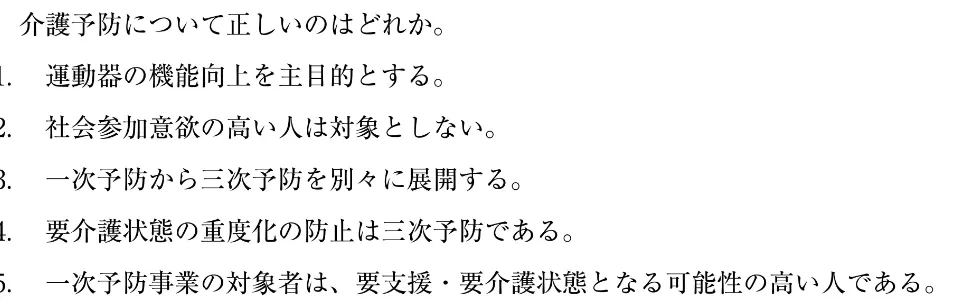 介護予防について正しいのはどれか。
1. 運動器の機能向上を主目的とする。
2. 社会参加意欲の高い人は対象としない。
3. 一次予防から三次予防を別々に展開する。
4. 要介護状態の重度化の防止は三次予防である。
5. 一次予防事業の対象者は、要支援・要介護状態となる可能性の高い人である。